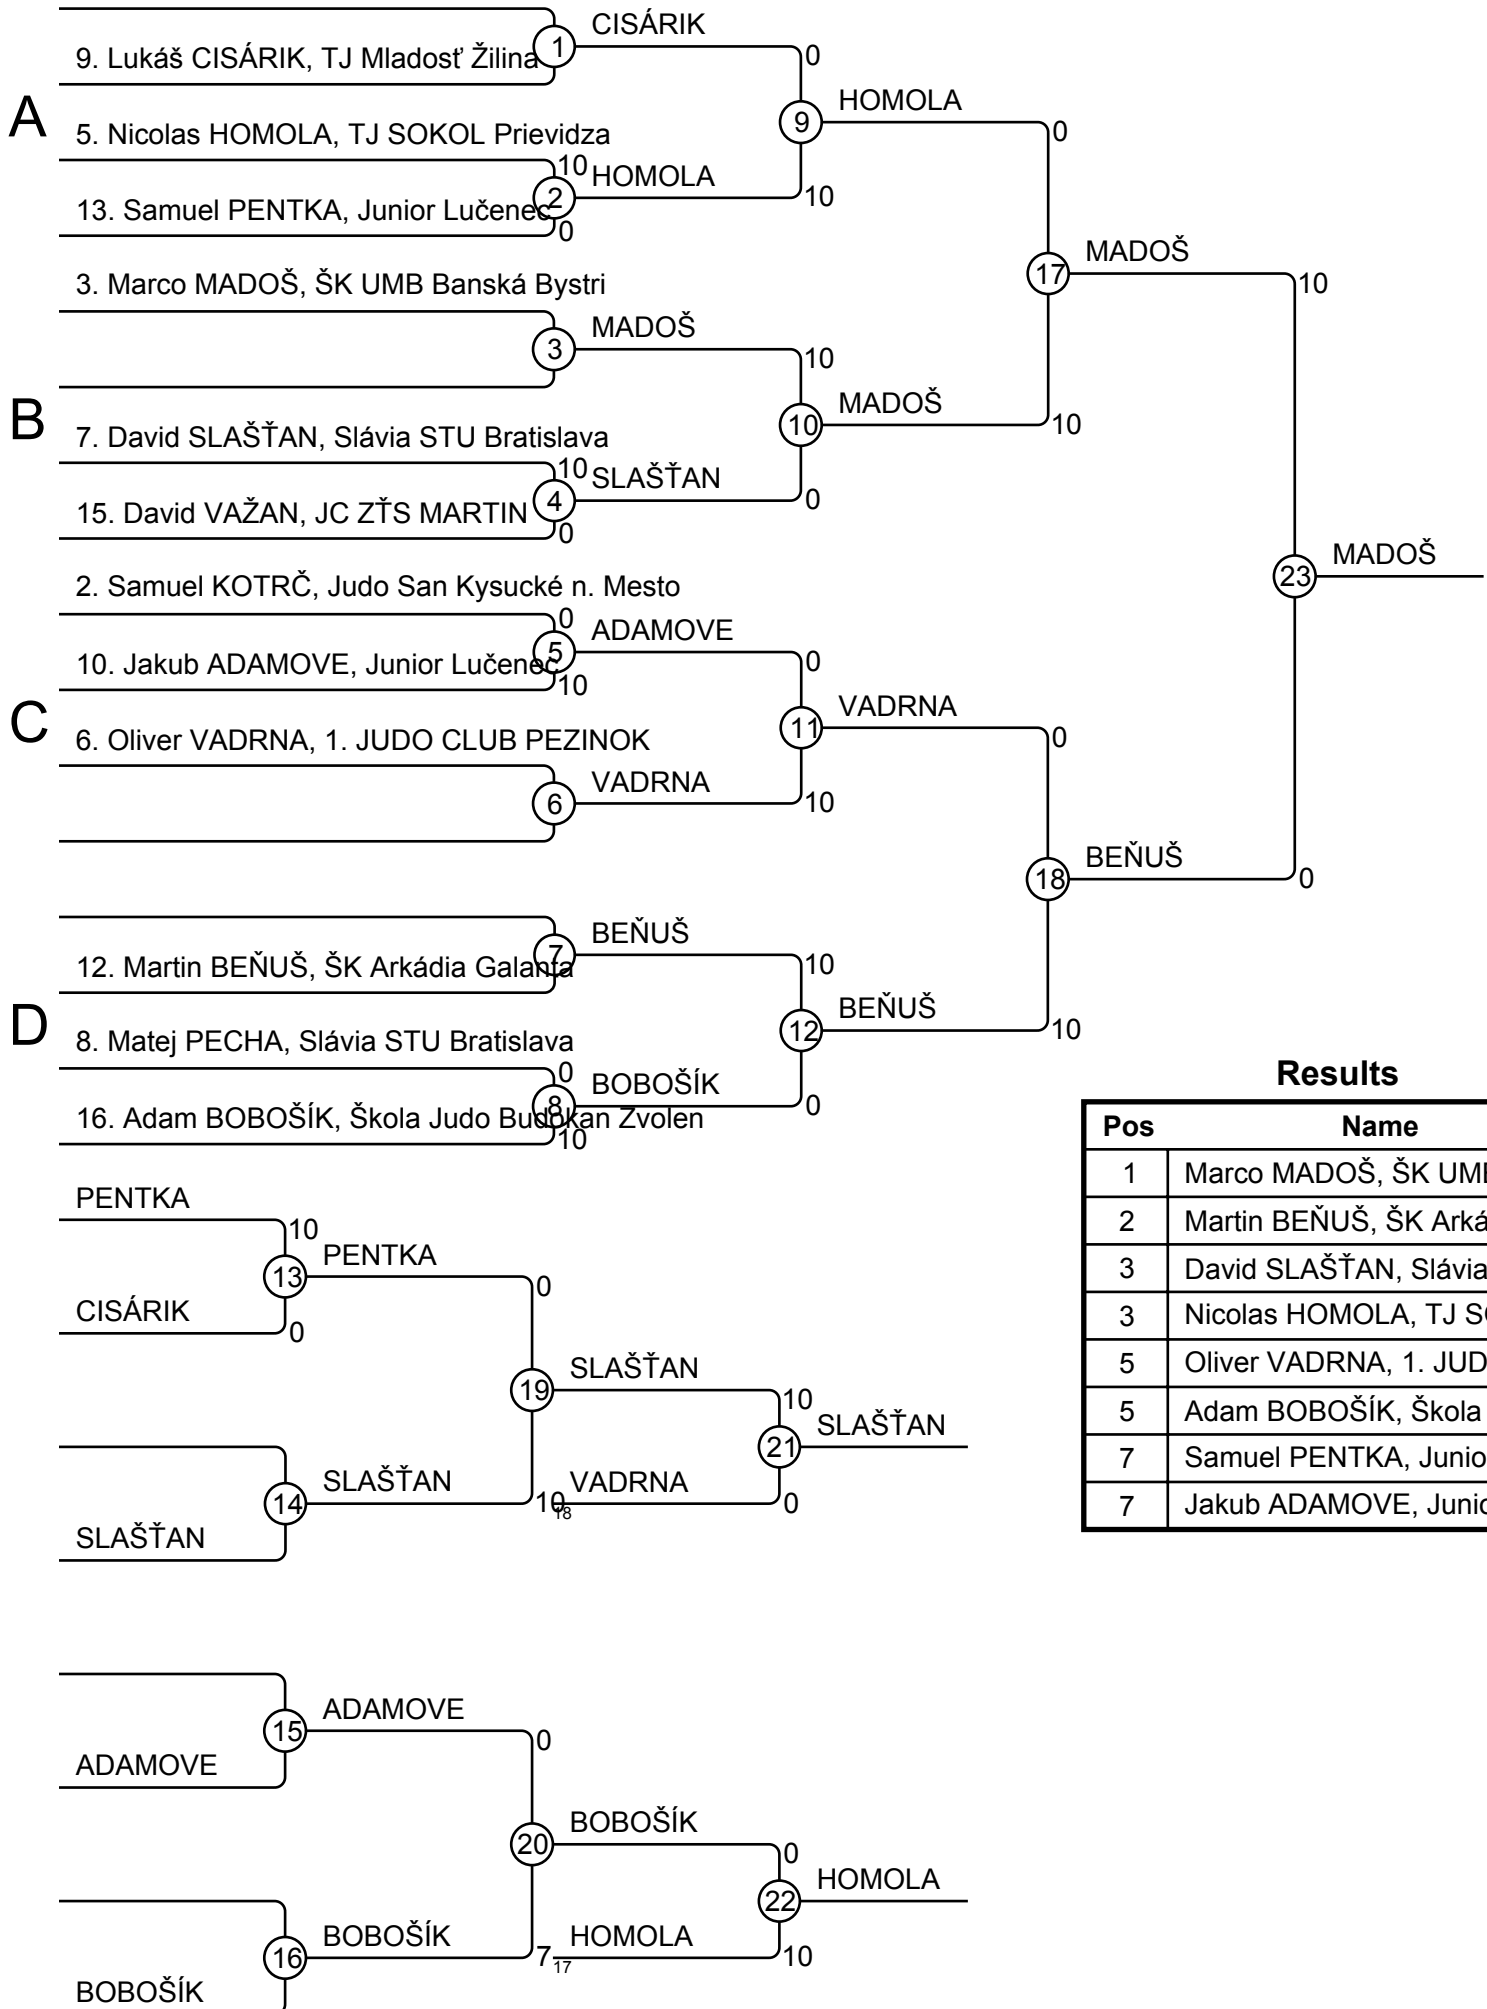 CISÁRIK
9. Lukáš CISÁRIK, TJ Mladosť Žilina
1
0
A
HOMOLA
9
5. Nicolas HOMOLA, TJ SOKOL Prievidza
0
10
HOMOLA
2
10
13. Samuel PENTKA, Junior Lučenec
0
MADOŠ
17
10
3. Marco MADOŠ, ŠK UMB Banská Bystri
MADOŠ
3
10
B
MADOŠ
10
10
7. David SLAŠŤAN, Slávia STU Bratislava
10
SLAŠŤAN
4
0
15. David VAŽAN, JC ZŤS MARTIN
0
MADOŠ
23
2. Samuel KOTRČ, Judo San Kysucké n. Mesto
0
ADAMOVE
5
0
10. Jakub ADAMOVE, Junior Lučenec
10
C
VADRNA
11
0
6. Oliver VADRNA, 1. JUDO CLUB PEZINOK
VADRNA
6
10
BEŇUŠ
18
0
BEŇUŠ
7
10
12. Martin BEŇUŠ, ŠK Arkádia Galanta
D
BEŇUŠ
12
10
8. Matej PECHA, Slávia STU Bratislava
0
BOBOŠÍK
8
0
16. Adam BOBOŠÍK, Škola Judo Budokan Zvolen
10
Results
Pos Name
1 Marco MADOŠ, ŠK UM
2 Martin BEŇUŠ, ŠK Arká
3 David SLAŠŤAN, Slávia
3 Nicolas HOMOLA, TJ S
5 Oliver VADRNA, 1. JUD
5 Adam BOBOŠÍK, Škola
7 Samuel PENTKA, Junio
7 Jakub ADAMOVE, Juni
PENTKA
10
PENTKA
13
0
CISÁRIK
0
SLAŠŤAN
19
10
SLAŠŤAN
21
SLAŠŤAN
14
10
18
VADRNA
0
SLAŠŤAN
ADAMOVE
15
0
ADAMOVE
BOBOŠÍK
20
0
HOMOLA
22
BOBOŠÍK
16
7
17
HOMOLA
10
BOBOŠÍK